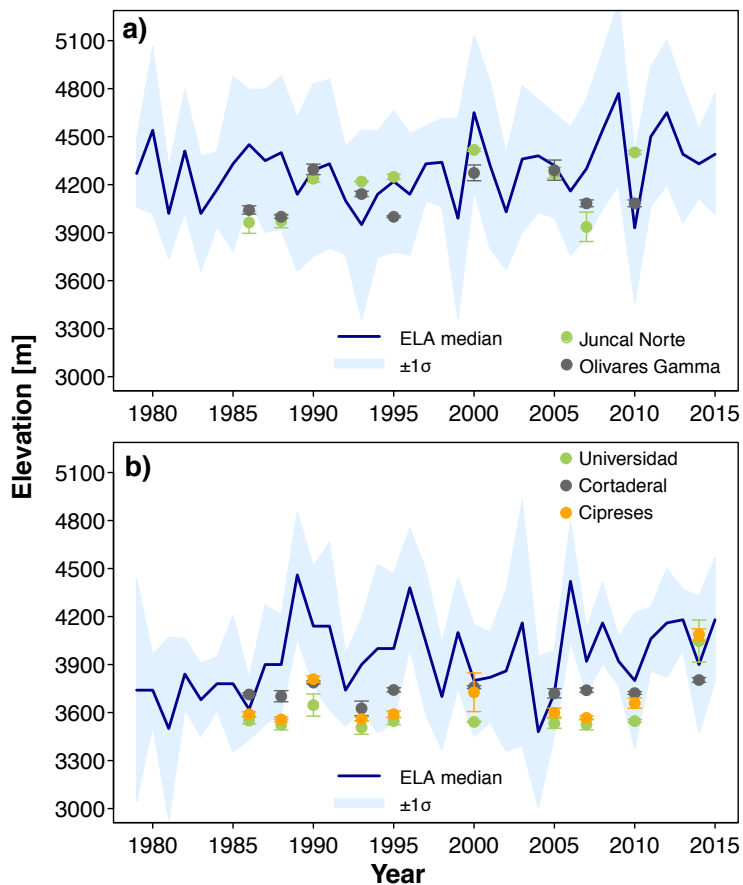 a)
5100
4800
4500
4200
3900
3600
3300
3000
ELA median
±1σ
Juncal Norte
Olivares Gamma
1980 1985 1990 1995 2000 2005 2010 2015
Elevation [m]
b)
5100
4800
4500
4200
3900
3600
3300
3000
Universidad
Cortaderal
Cipreses
ELA median
±1σ
1980 1985 1990 1995 2000 2005 2010 2015
Year